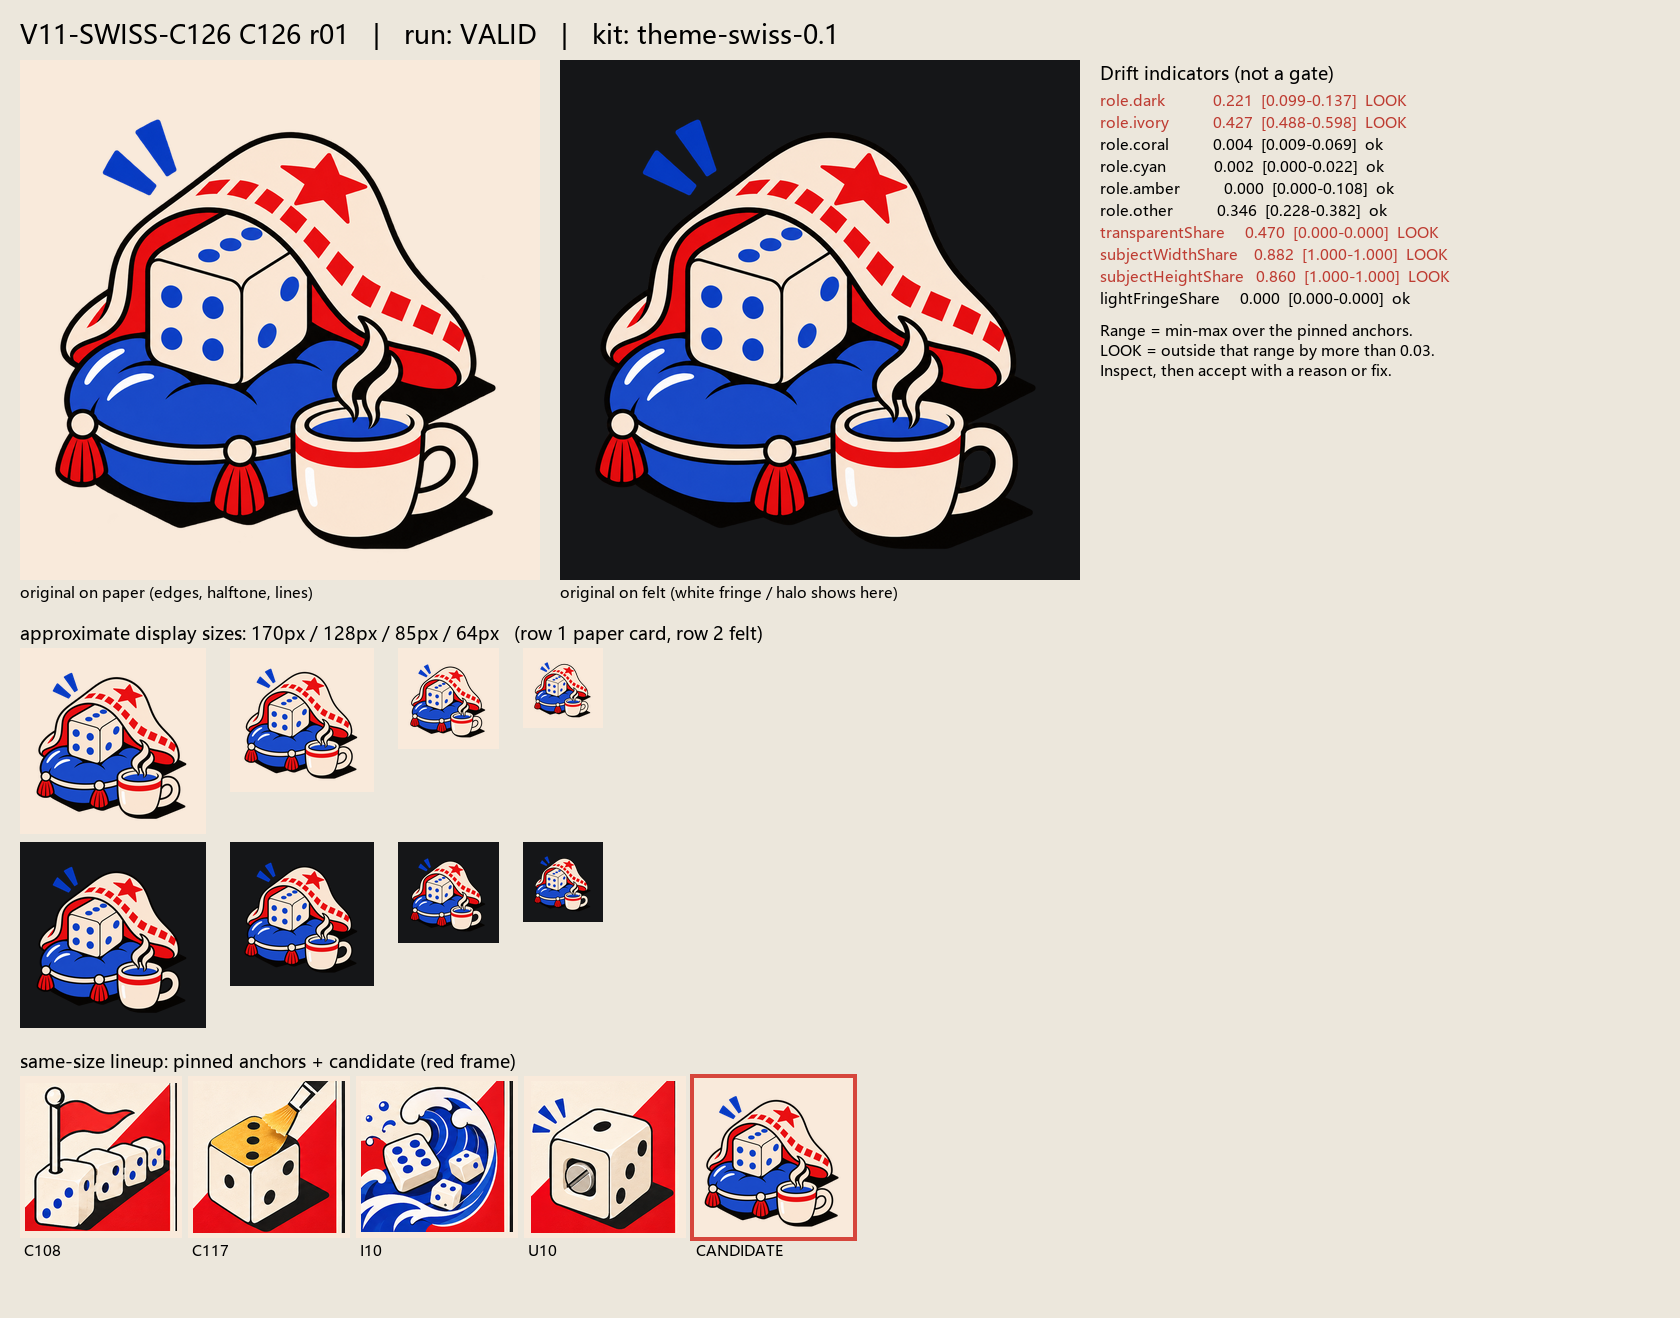 V11-SWISS-C126 C126 r01 | run: VALID | kit: theme-swiss-0.1
Drift indicators (not a gate)
role.dark 0.221 [0.099-0.137] LOOK
role.ivory 0.427 [0.488-0.598] LOOK
role.coral 0.004 [0.009-0.069] ok
role.cyan 0.002 [0.000-0.022] ok
role.amber 0.000 [0.000-0.108] ok
role.other 0.346 [0.228-0.382] ok
transparentShare 0.470 [0.000-0.000] LOOK
subjectWidthShare 0.882 [1.000-1.000] LOOK
subjectHeightShare 0.860 [1.000-1.000] LOOK
lightFringeShare 0.000 [0.000-0.000] ok
Range = min-max over the pinned anchors.
LOOK = outside that range by more than 0.03.
Inspect, then accept with a reason or fix.
original on paper (edges, halftone, lines)
original on felt (white fringe / halo shows here)
approximate display sizes: 170px / 128px / 85px / 64px (row 1 paper card, row 2 felt)
same-size lineup: pinned anchors + candidate (red frame)
C108
C117
I10
U10
CANDIDATE